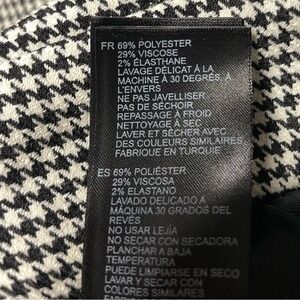 FR 69% POLYESTER
29% VISCOSE
2% ÉLASTHANE
LAVAGE DÉLICAT À LA
MACHINE À 30 DEGRÉS, À
L'ENVERS
NE PAS JAVELLISER
PAS DE SÉCHOIR
REPASSAGE À FROID
NETTOYAGE À SEC
LAVER ET SÉCHER AVEC
DES COULEURS SIMILAIRES
FABRIQUÉ EN TURQUIE
ES 69% POLIÉSTER
29% VISCOSA
2% ELASTANO
LAVADO DELICADO A
MÁQUINA 30 GRADOS DEL
REVÉS
NO USAR LEJÍA
NO SECAR CON SECADORA
PLANCHAR A BAJA
TEMPERATURA
PUEDE LIMPIARSE EN SECO
LAVAR Y SECAR CON
COLORES SIMILARES